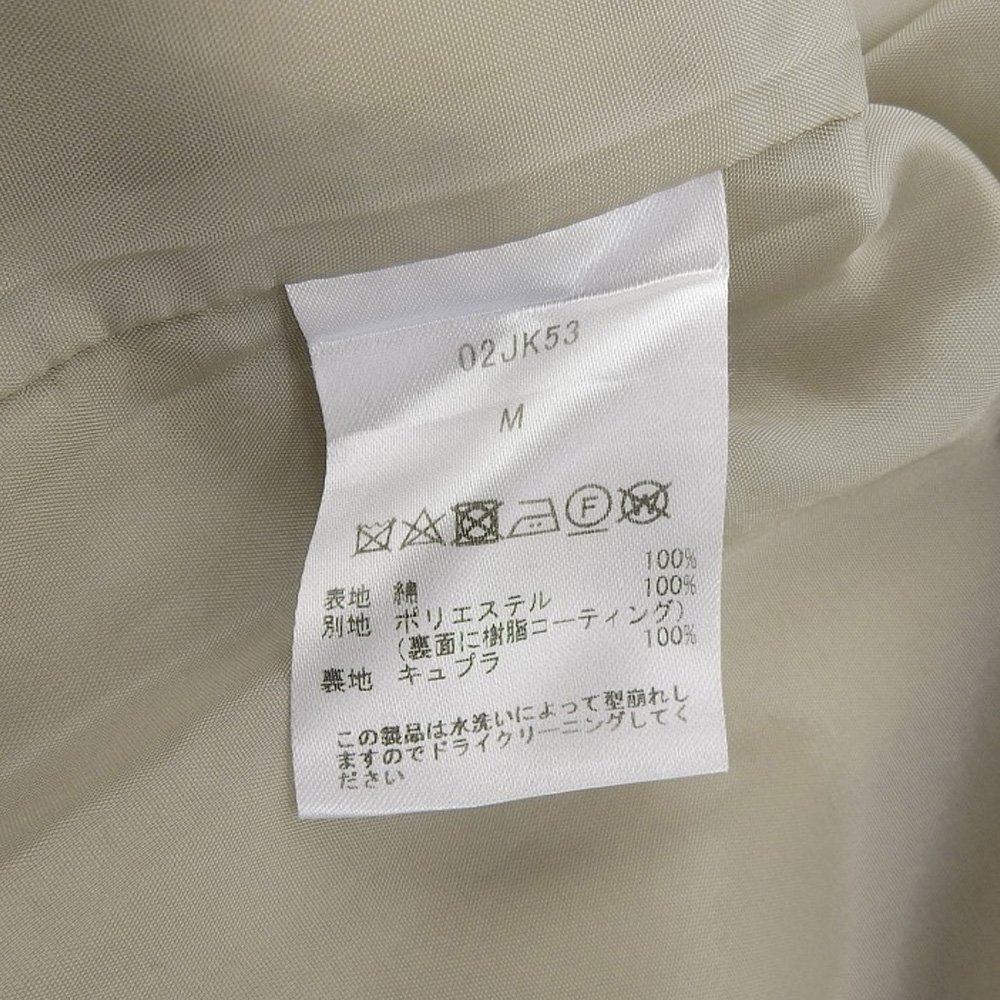 02JK53
M
F W
100%
表地 綿 100%
別地 ポリエステル
(裏面に樹脂コーティング)
裏地 キュプラ 100%
この製品は水洗いによって型崩れし
ますのでドライクリーニングしてく
ださい